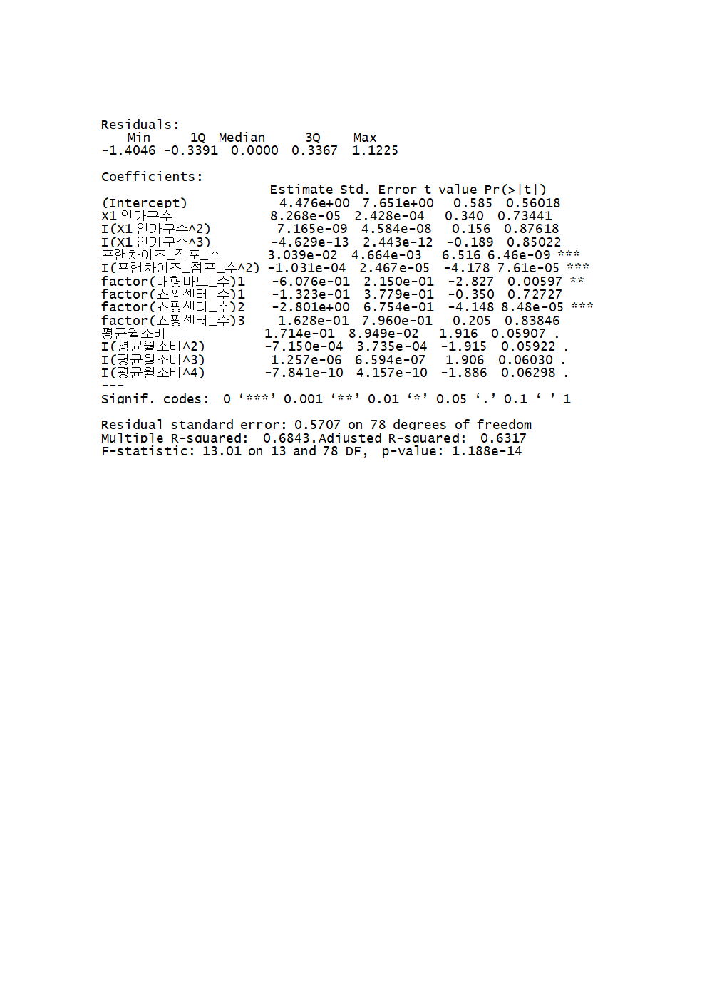 Residuals:
Min 1Q Median 3Q Max
-1.4046 -0.3391 0.0000 0.3367 1.1225
Coefficients:
Estimate Std. Error t value Pr(>|t|)
(Intercept) 4.476e+00 7.651e+00 0.585 0.56018
X1인가구수 8.268e-05 2.428e-04 0.340 0.73441
I(X1인가구수^2) 7.165e-09 4.584e-08 0.156 0.87618
I(X1인가구수^3) -4.629e-13 2.443e-12 -0.189 0.85022
프랜차이즈_점포_수 3.039e-02 4.664e-03 6.516 6.46e-09 ***
I(프랜차이즈_점포_수^2) -1.031e-04 2.467e-05 -4.178 7.61e-05 ***
factor(대형마트_수)1 -6.076e-01 2.150e-01 -2.827 0.00597 **
factor(쇼핑센터_수)1 -1.323e-01 3.779e-01 -0.350 0.72727
factor(쇼핑센터_수)2 -2.801e+00 6.754e-01 -4.148 8.48e-05 ***
factor(쇼핑센터_수)3 1.628e-01 7.960e-01 0.205 0.83846
평균월소비 1.714e-01 8.949e-02 1.916 0.05907 .
I(평균월소비^2) -7.150e-04 3.735e-04 -1.915 0.05922 .
I(평균월소비^3) 1.257e-06 6.594e-07 1.906 0.06030 .
I(평균월소비^4) -7.841e-10 4.157e-10 -1.886 0.06298 .
---
Signif. codes: 0 ‘***’ 0.001 ‘**’ 0.01 ‘*’ 0.05 ‘.’ 0.1 ‘ ’ 1
Residual standard error: 0.5707 on 78 degrees of freedom
Multiple R-squared: 0.6843,Adjusted R-squared: 0.6317
F-statistic: 13.01 on 13 and 78 DF, p-value: 1.188e-14